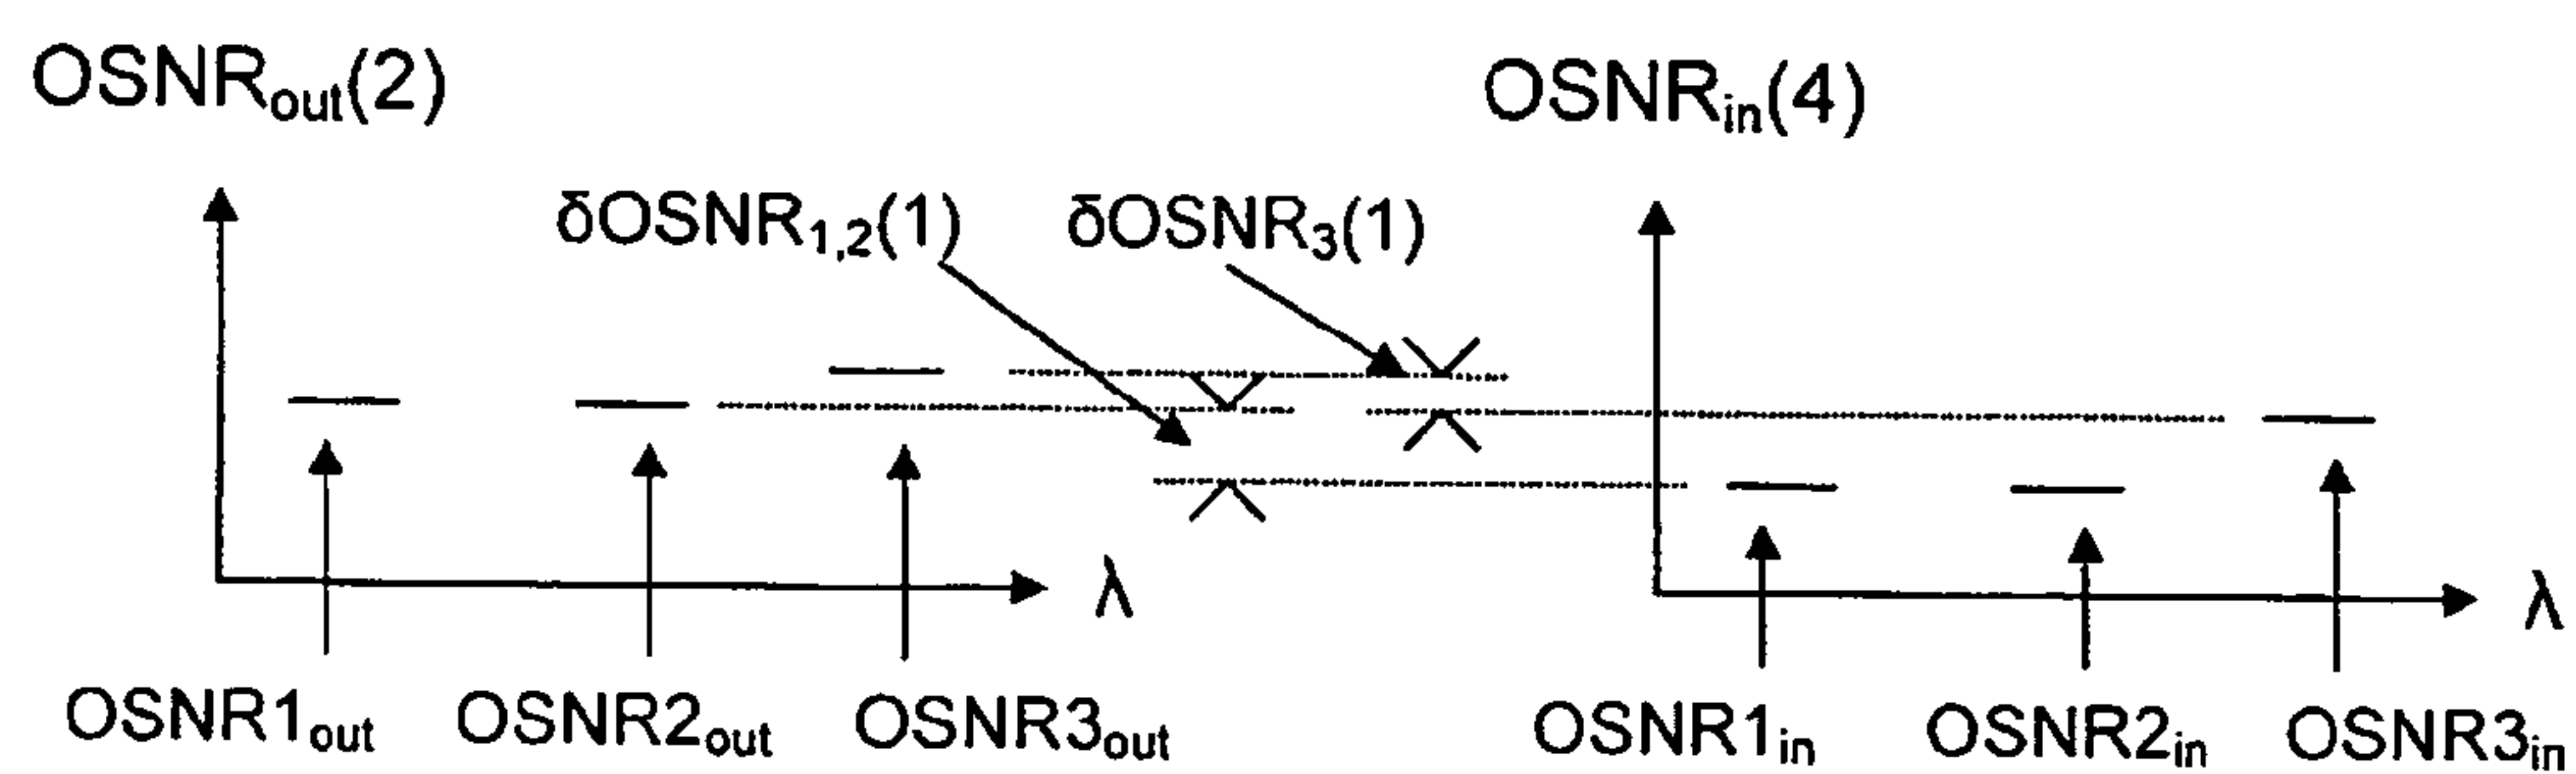 OSNRout(2) OSNRin(4)
δOSNR1,2(1) δOSNR3(1)
λ λ
OSNR1out OSNR2out OSNR3out OSNR1in OSNR2in OSNR3in